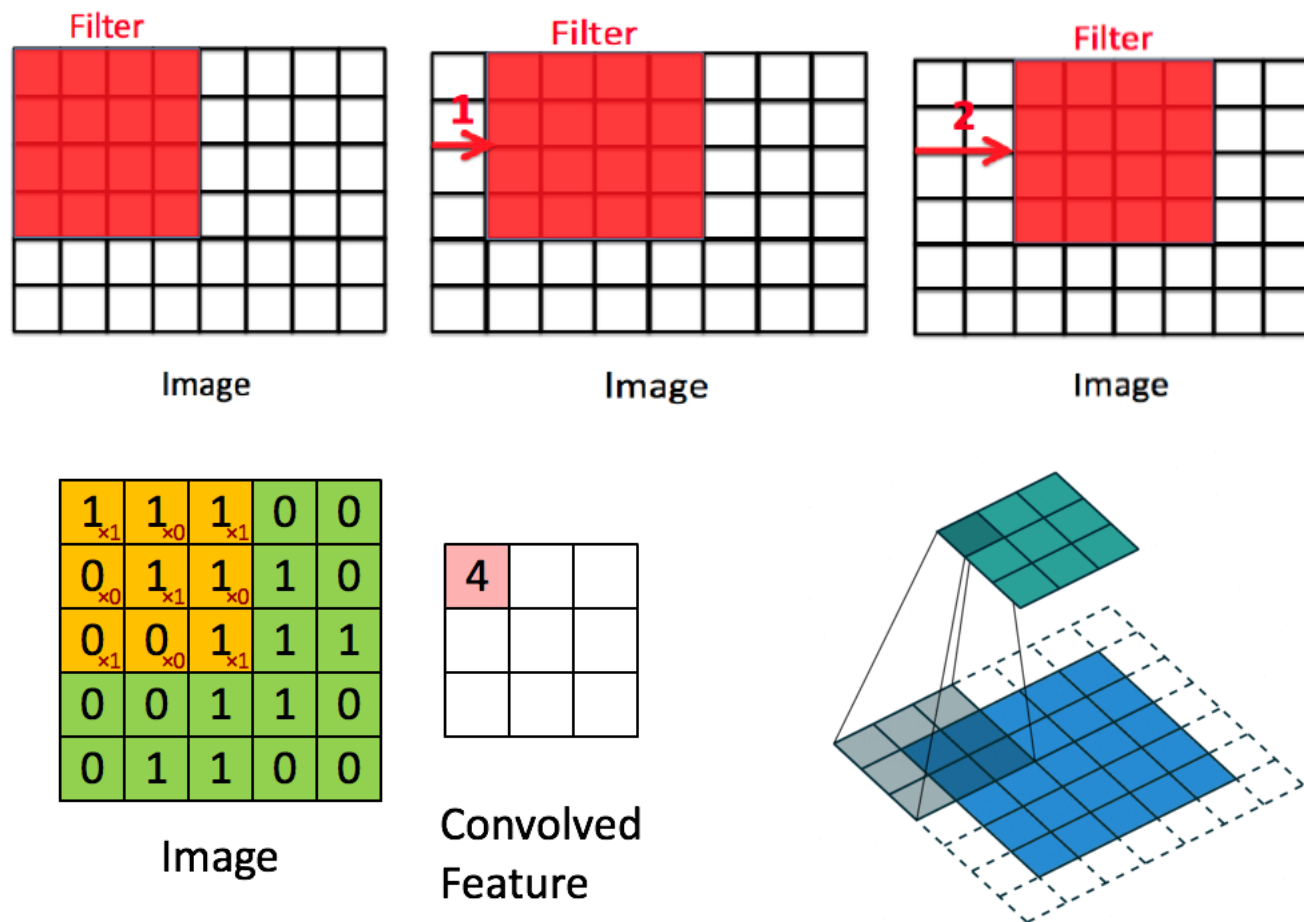 Filter
Filter
Filter
1
2
Image
Image
Image
1×1 1×0 1×1 0 0
0×0 1×1 1×0 1 0
0×1 0×0 1×1 1 1
0 0 1 1 0
0 1 1 0 0
4
Image
Convolved
Feature